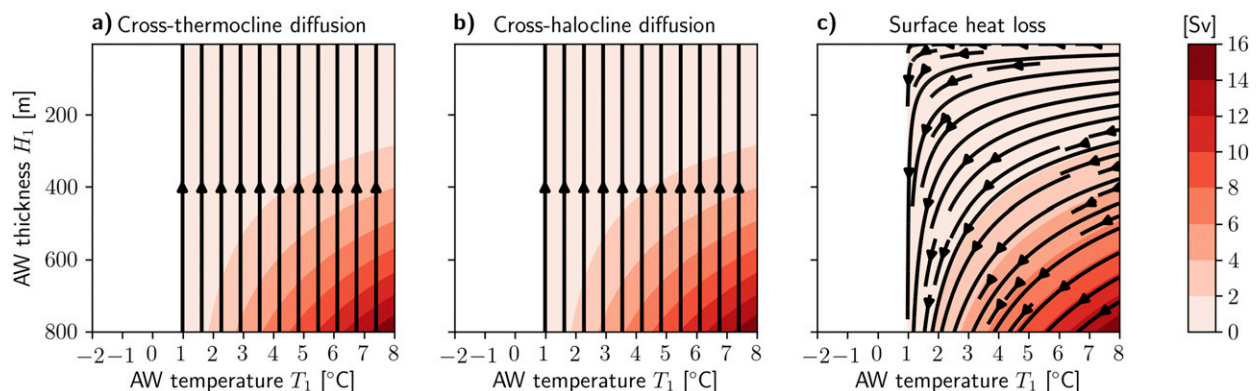 a) Cross-thermocline diffusion
b) Cross-halocline diffusion
c) Surface heat loss
[Sv]
AW thickness H₁ [m]
200
400
600
800
−2 −1 0 1 2 3 4 5 6 7 8
AW temperature T₁ [°C]
−2 −1 0 1 2 3 4 5 6 7 8
AW temperature T₁ [°C]
−2 −1 0 1 2 3 4 5 6 7 8
AW temperature T₁ [°C]
16
14
12
10
8
6
4
2
0